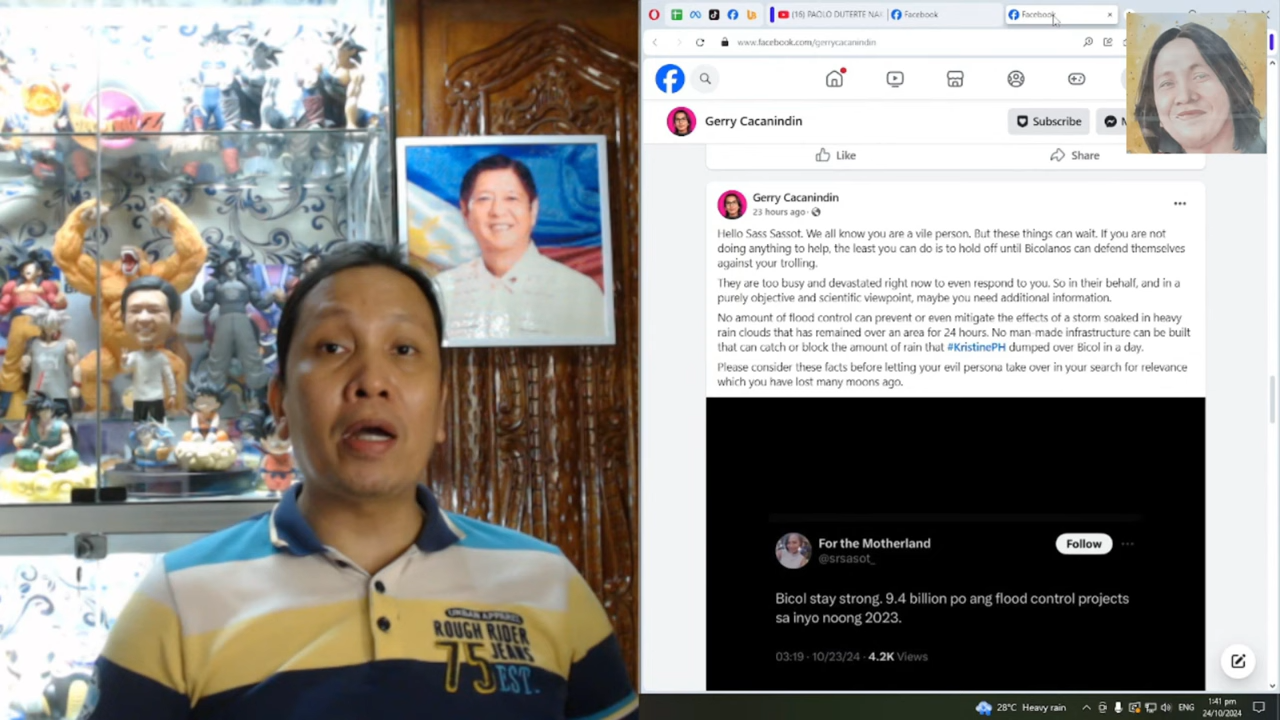 (16) PAOLO DUTERTE NA
Facebook
Facebook
www.facebook.com/gerrycacanindin
Gerry Cacanindin
Subscribe
Like
Share
Gerry Cacanindin
23 hours ago
Hello Sass Sassot. We all know you are a vile person. But these things can wait. If you are not
doing anything to help, the least you can do is to hold off until Bicolanos can defend themselves
against your trolling.
They are too busy and devastated right now to even respond to you. So in their behalf, and in a
purely objective and scientific viewpoint, maybe you need additional information.
No amount of flood control can prevent or even mitigate the effects of a storm soaked in heavy
rain clouds that has remained over an area for 24 hours. No man-made infrastructure can be built
that can catch or block the amount of rain that #KristinePH dumped over Bicol in a day.
Please consider these facts before letting your evil persona take over in your search for relevance
which you have lost many moons ago.
For the Motherland
@srsasot_
Follow
Bicol stay strong. 9.4 billion po ang flood control projects
sa inyo noong 2023.
03:19 · 10/23/24 · 4.2K Views
URBAN APPAREL
ROUGH RIDER
75 JEANS
EST.
28°C Heavy rain
ENG
1:41 pm
24/10/2024